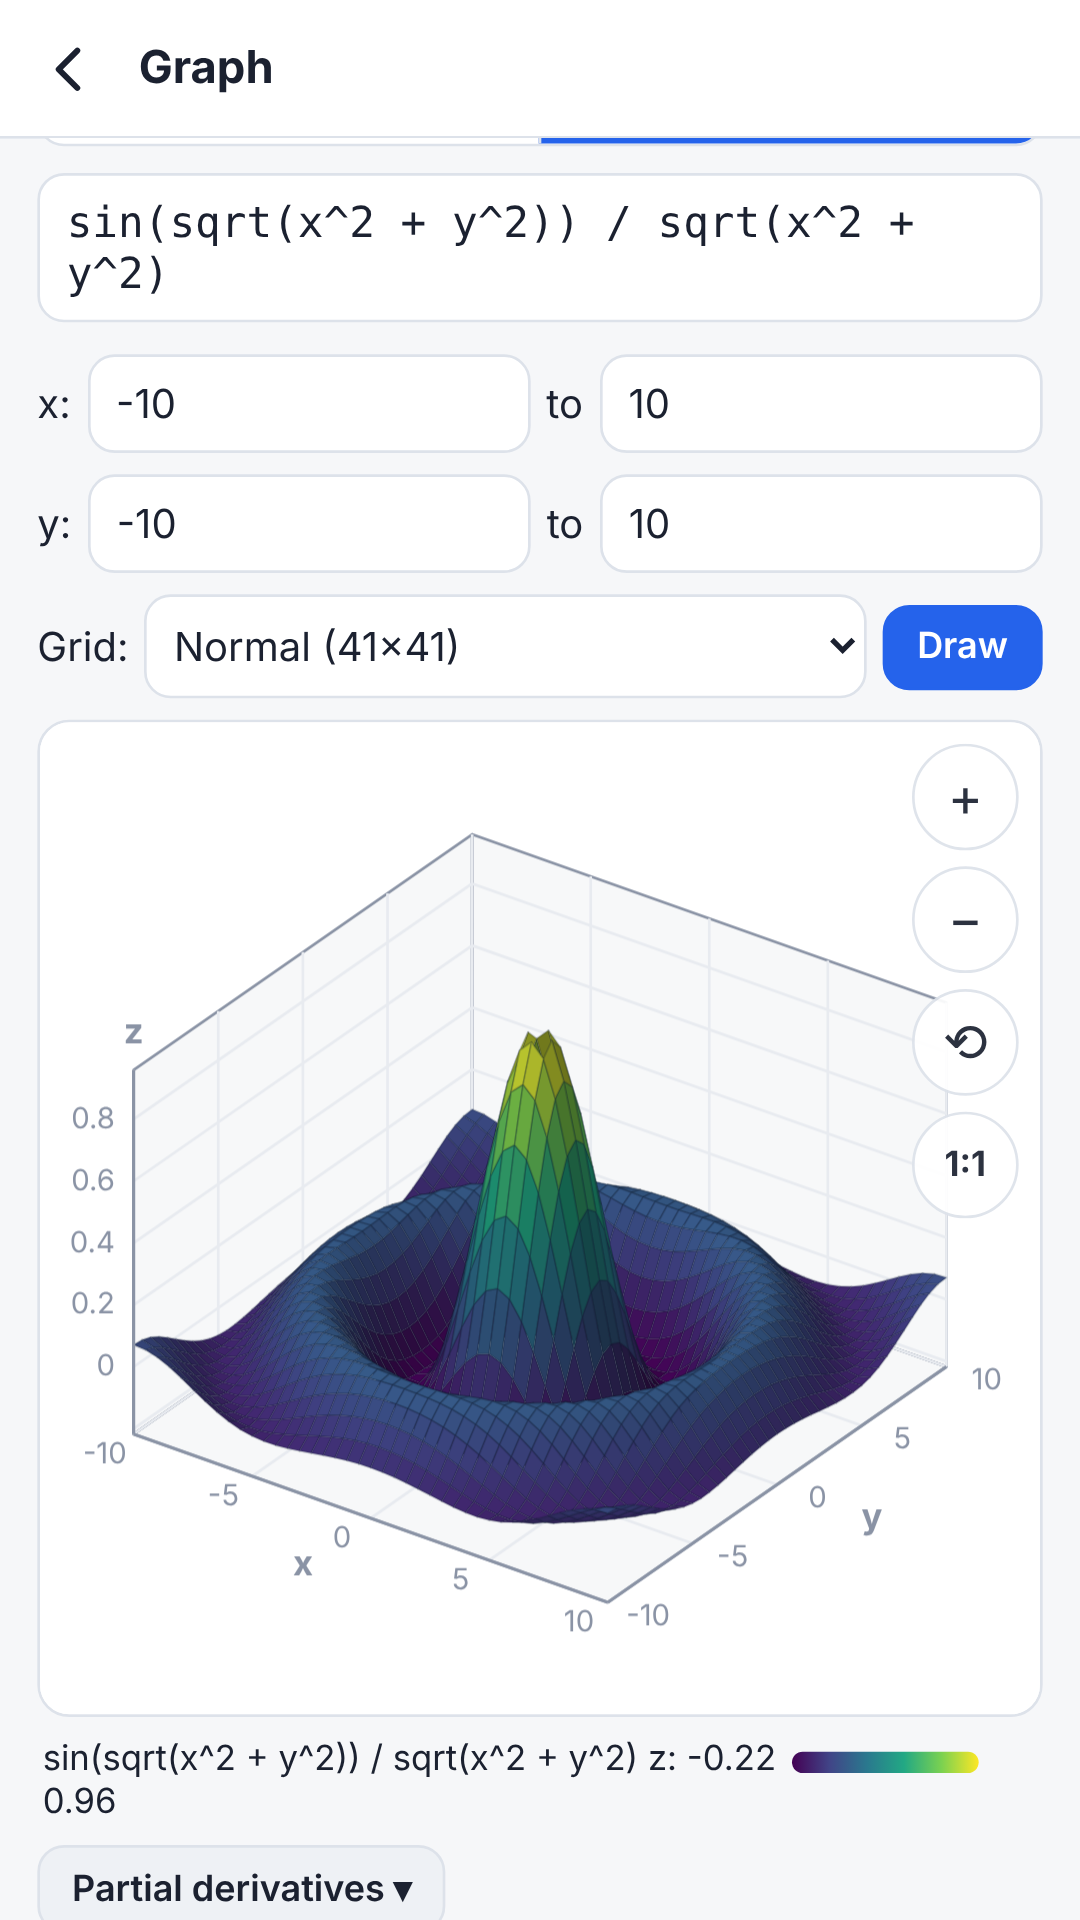 Graph
sin(sqrt(x^2 + y^2)) / sqrt(x^2 +
y^2)
x: -10 to 10
y: -10 to 10
Grid: Normal (41×41) Draw
+
−
⟲
1:1
z
0.8
0.6
0.4
0.2
0
-10
-5
0
x
5
10
-10
-5
0
y
5
10
sin(sqrt(x^2 + y^2)) / sqrt(x^2 + y^2) z: -0.22
0.96
Partial derivatives ▾